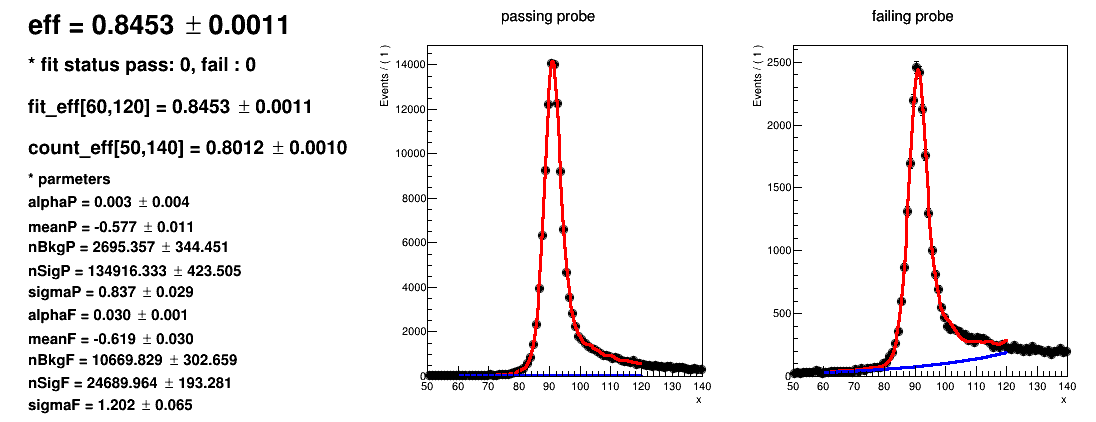 eff = 0.8453 ± 0.0011
* fit status pass: 0, fail : 0
fit_eff[60,120] = 0.8453 ± 0.0011
count_eff[50,140] = 0.8012 ± 0.0010
* parmeters
alphaP = 0.003 ± 0.004
meanP = -0.577 ± 0.011
nBkgP = 2695.357 ± 344.451
nSigP = 134916.333 ± 423.505
sigmaP = 0.837 ± 0.029
alphaF = 0.030 ± 0.001
meanF = -0.619 ± 0.030
nBkgF = 10669.829 ± 302.659
nSigF = 24689.964 ± 193.281
sigmaF = 1.202 ± 0.065
passing probe
Events / ( 1 )
14000
12000
10000
8000
6000
4000
2000
0
50 60 70 80 90 100 110 120 130 140
x
failing probe
Events / ( 1 )
2500
2000
1500
1000
500
0
50 60 70 80 90 100 110 120 130 140
x